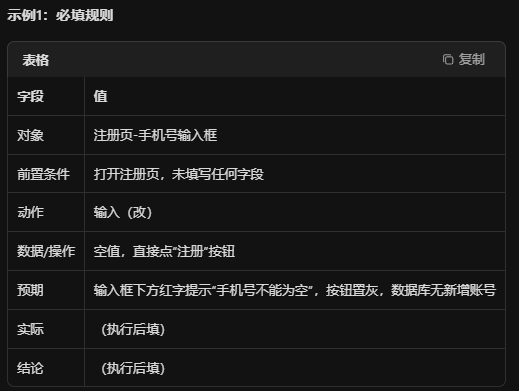 示例1：必填规则
表格 复制
字段 值
对象 注册页-手机号输入框
前置条件 打开注册页，未填写任何字段
动作 输入（改）
数据/操作 空值，直接点“注册”按钮
预期 输入框下方红字提示“手机号不能为空”，按钮置灰，数据库无新增账号
实际 （执行后填）
结论 （执行后填）